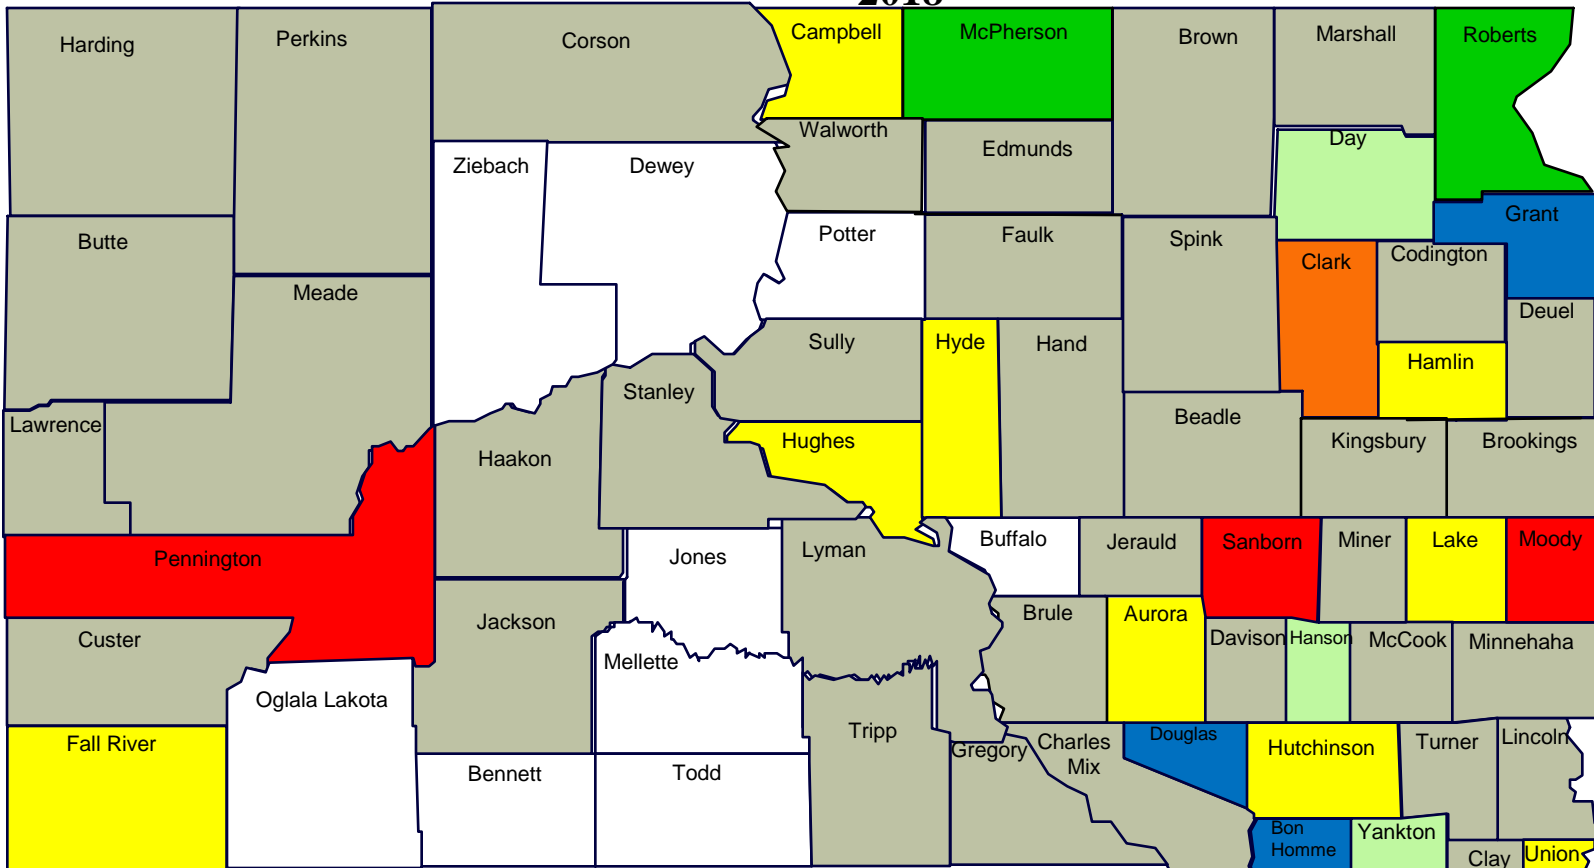 2018
Harding
Perkins
Corson
Campbell
McPherson
Brown
Marshall
Roberts
Walworth
Edmunds
Day
Ziebach
Dewey
Grant
Butte
Potter
Faulk
Spink
Clark
Codington
Meade
Deuel
Sully
Hyde
Hand
Hamlin
Stanley
Lawrence
Beadle
Hughes
Kingsbury
Brookings
Haakon
Pennington
Jones
Lyman
Buffalo
Jerauld
Sanborn
Miner
Lake
Moody
Jackson
Brule
Aurora
Custer
Davison
Hanson
McCook
Minnehaha
Mellette
Oglala Lakota
Tripp
Fall River
Gregory
Charles
Mix
Douglas
Hutchinson
Turner
Lincoln
Bennett
Todd
Bon
Homme
Yankton
Clay
Union